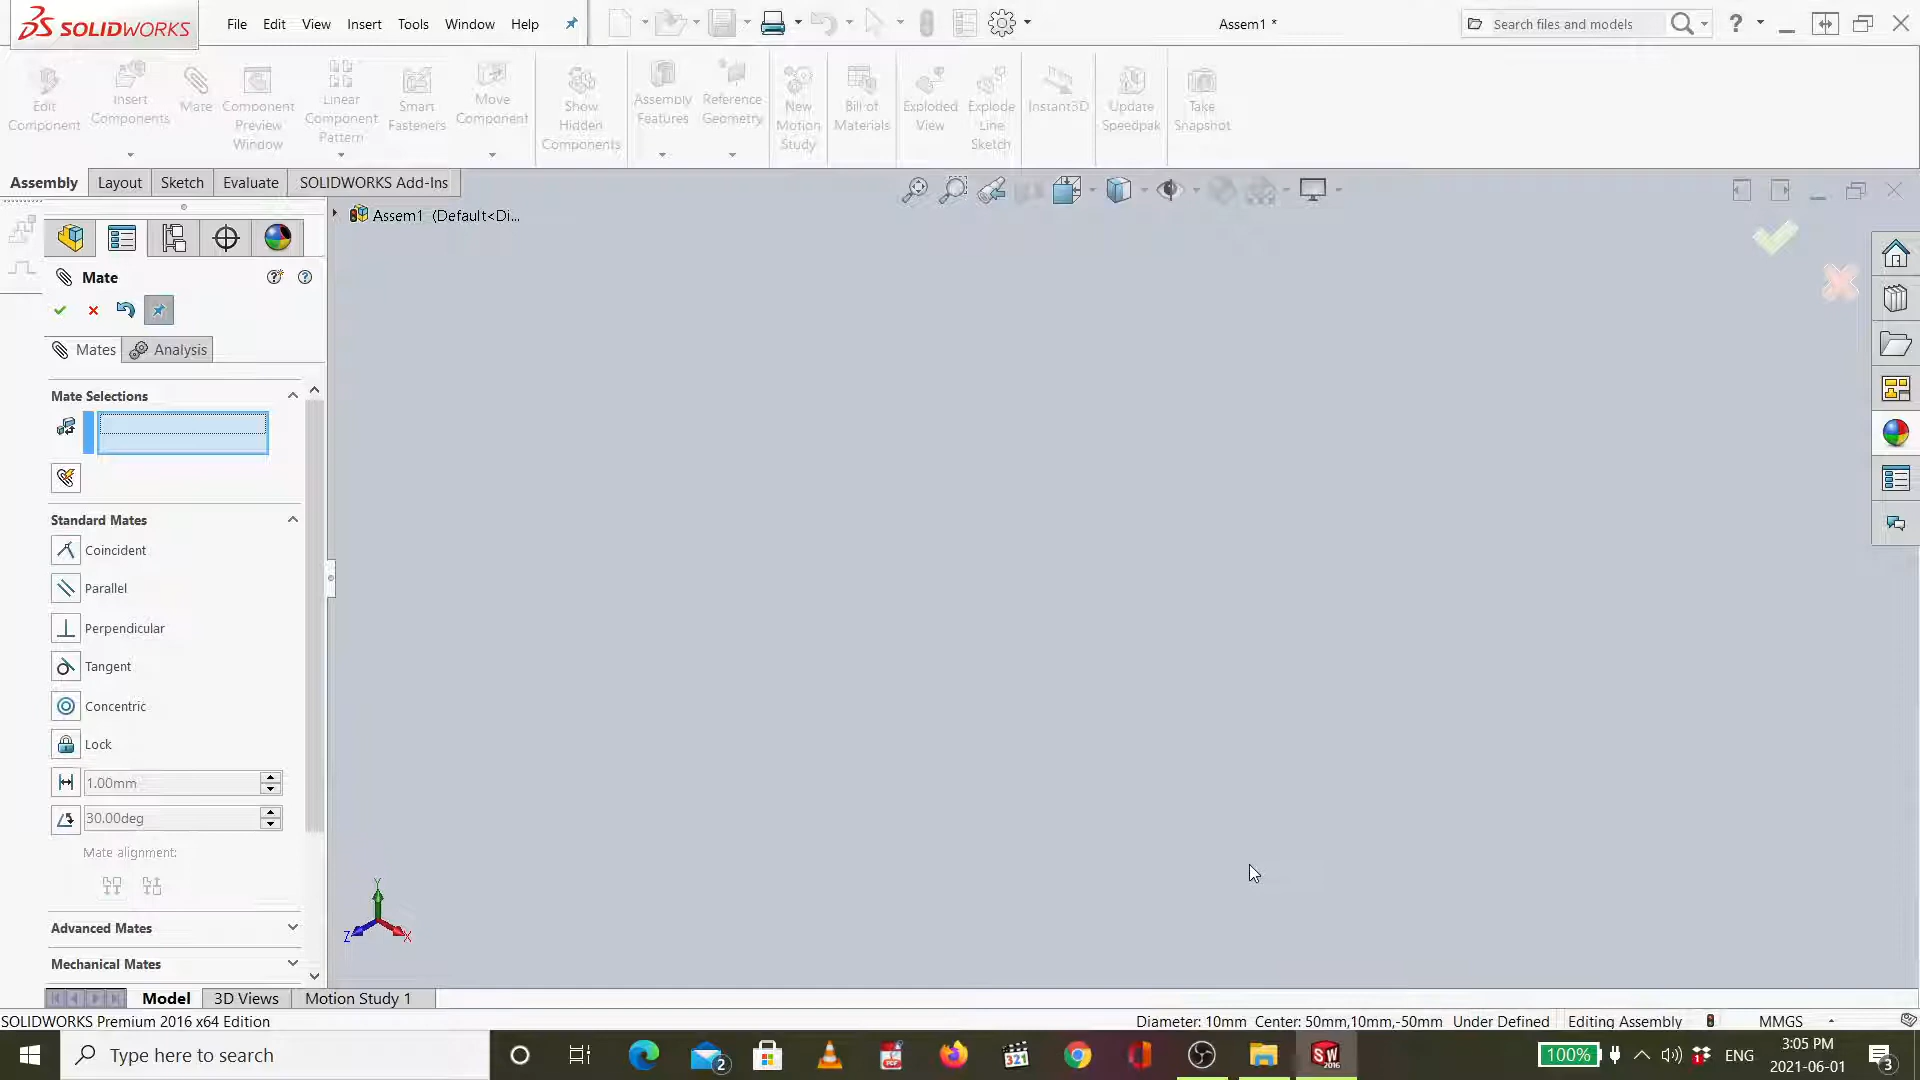 SOLIDWORKS
File Edit View Insert Tools Window Help
Assem1 *
Search files and models
?
Edit Component
Insert Components
Mate
Component Preview Window
Linear Component Pattern
Smart Fasteners
Move Component
Show Hidden Components
Assembly Features
Reference Geometry
New Motion Study
Bill of Materials
Exploded View
Explode Line Sketch
Instant3D
Update Speedpak
Take Snapshot
Assembly Layout Sketch Evaluate SOLIDWORKS Add-Ins
Assem1 (Default<Di...
Mate
Mates Analysis
Mate Selections
Standard Mates
Coincident
Parallel
Perpendicular
Tangent
Concentric
Lock
1.00mm
30.00deg
Mate alignment:
Advanced Mates
Mechanical Mates
Y
Z X
Model 3D Views Motion Study 1
SOLIDWORKS Premium 2016 x64 Edition
Diameter: 10mm Center: 50mm,10mm,-50mm Under Defined Editing Assembly MMGS
Type here to search
2
321
SW
2016
100%
1
ENG
3:05 PM
2021-06-01
3